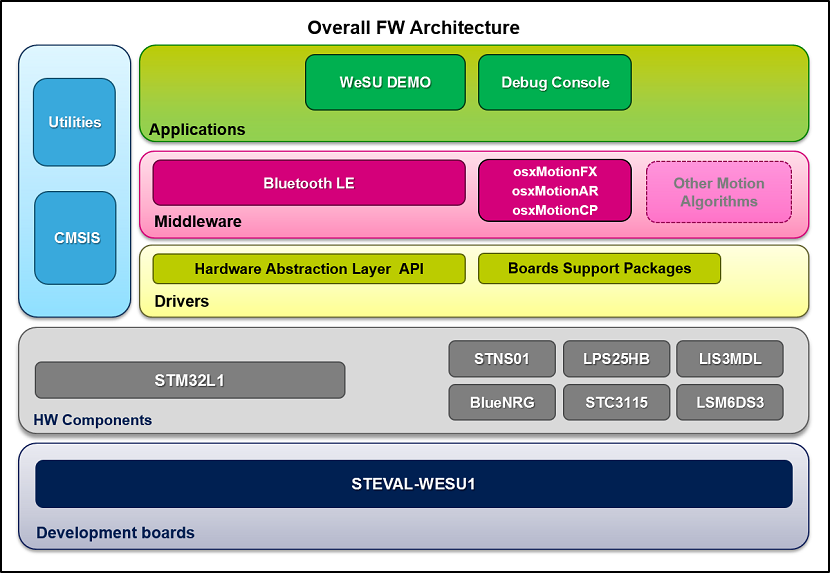 Overall FW Architecture
Utilities
CMSIS
WeSU DEMO
Debug Console
Applications
Bluetooth LE
osxMotionFX
osxMotionAR
osxMotionCP
Other Motion
Algorithms
Middleware
Hardware Abstraction Layer API
Boards Support Packages
Drivers
STM32L1
STNS01
LPS25HB
LIS3MDL
BlueNRG
STC3115
LSM6DS3
HW Components
STEVAL-WESU1
Development boards